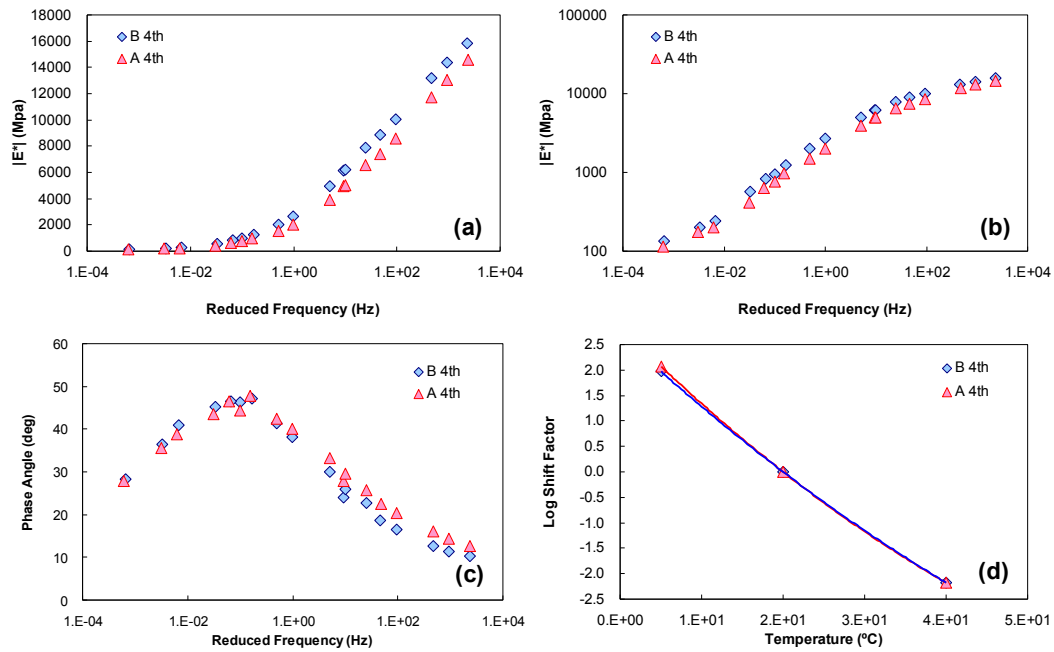 18000
16000
14000
12000
10000
8000
6000
4000
2000
0
|E*| (Mpa)
B 4th
A 4th
(a)
1.E-04 1.E-02 1.E+00 1.E+02 1.E+04
Reduced Frequency (Hz)
100000
10000
1000
100
|E*| (Mpa)
B 4th
A 4th
(b)
1.E-04 1.E-02 1.E+00 1.E+02 1.E+04
Reduced Frequency (Hz)
60
50
40
30
20
10
0
Phase Angle (deg)
B 4th
A 4th
(c)
1.E-04 1.E-02 1.E+00 1.E+02 1.E+04
Reduced Frequency (Hz)
2.5
2.0
1.5
1.0
0.5
0.0
-0.5
-1.0
-1.5
-2.0
-2.5
Log Shift Factor
B 4th
A 4th
(d)
0.E+00 1.E+01 2.E+01 3.E+01 4.E+01 5.E+01
Temperature (ºC)